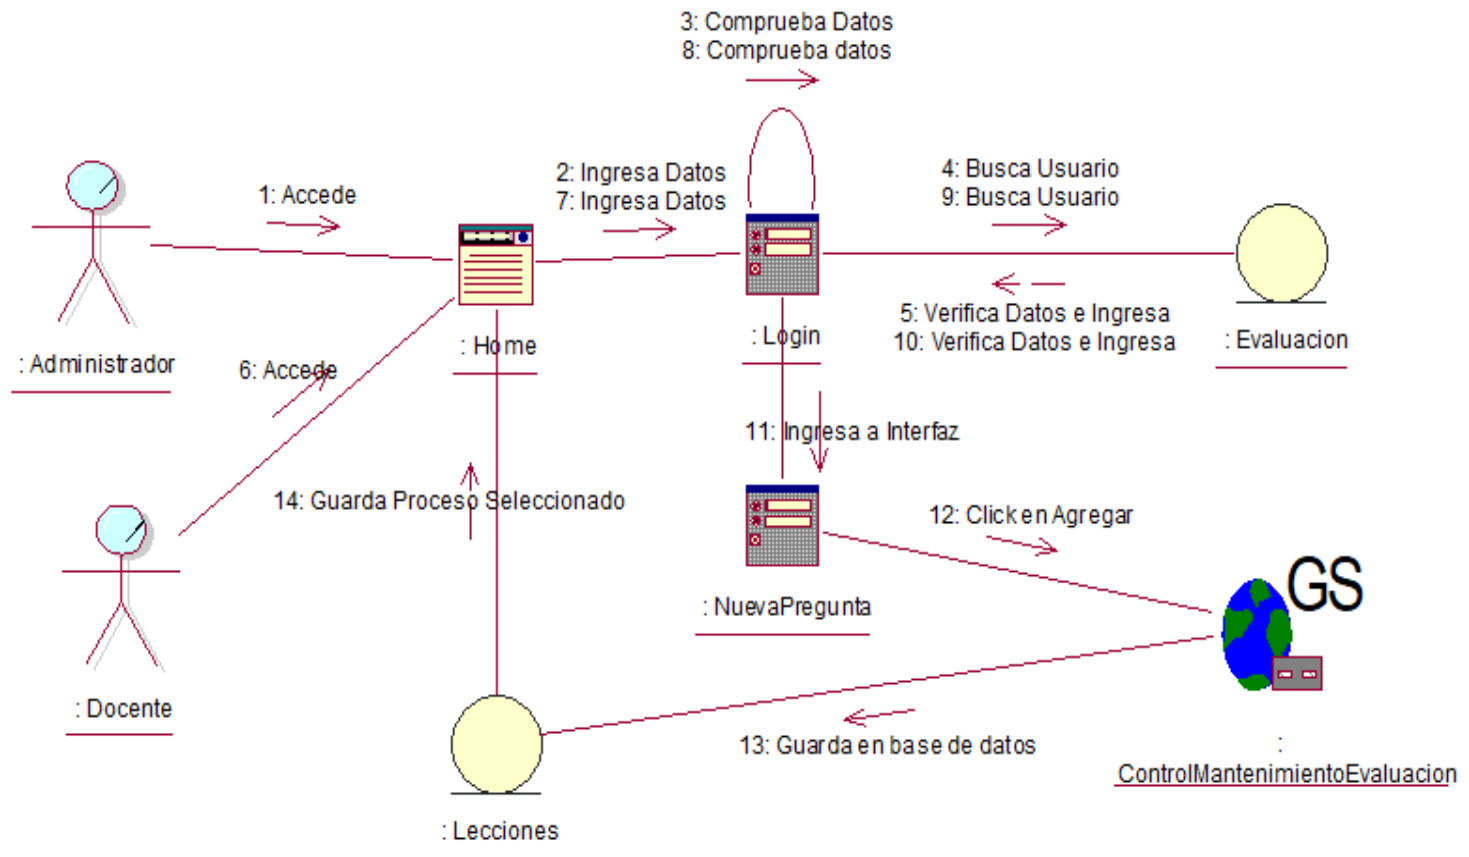 3: Comprueba Datos
8: Comprueba datos
1: Accede
2: Ingresa Datos
7: Ingresa Datos
4: Busca Usuario
9: Busca Usuario
5: Verifica Datos e Ingresa
10: Verifica Datos e Ingresa
: Administrador
: Home
: Login
: Evaluacion
6: Accede
11: Ingresa a Interfaz
14: Guarda Proceso Seleccionado
12: Click en Agregar
GS
: NuevaPregunta
: Docente
13: Guarda en base de datos
:
ControlMantenimientoEvaluacion
: Lecciones